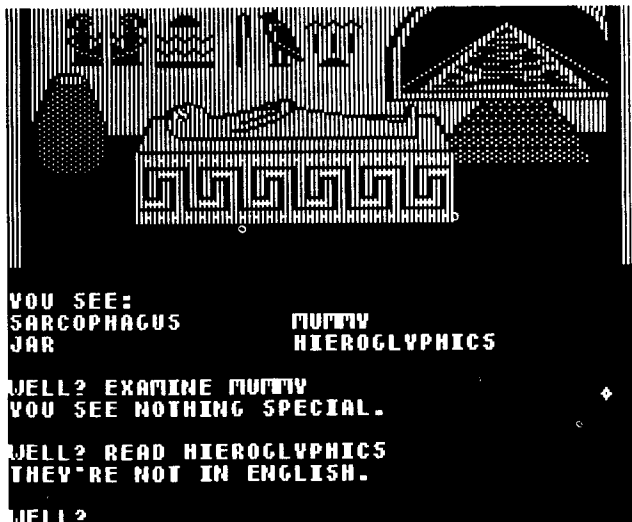 YOU SEE:
SARCOPHAGUS MUMMY
JAR HIEROGLYPHICS
WELL? EXAMINE MUMMY
YOU SEE NOTHING SPECIAL.
WELL? READ HIEROGLYPHICS
THEY'RE NOT IN ENGLISH.
WELL?